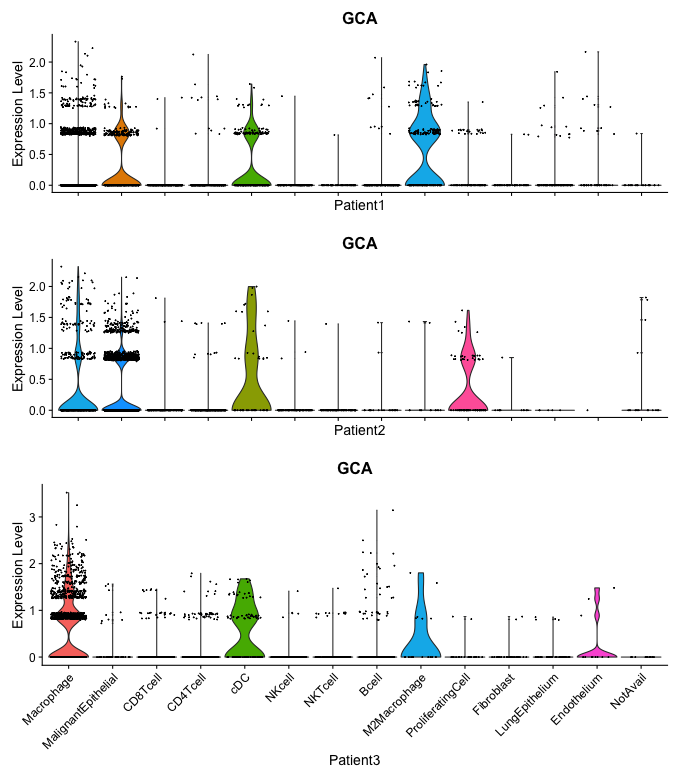 GCA
Expression Level
2.0
1.5
1.0
0.5
0.0
Patient1
GCA
Expression Level
2.0
1.5
1.0
0.5
0.0
Patient2
GCA
Expression Level
3
2
1
0
Macrophage
MalignantEpithelial
CD8Tcell
CD4Tcell
cDC
NKcell
NKTcell
Bcell
M2Macrophage
ProliferatingCell
Fibroblast
LungEpithelium
Endothelium
NotAvail
Patient3